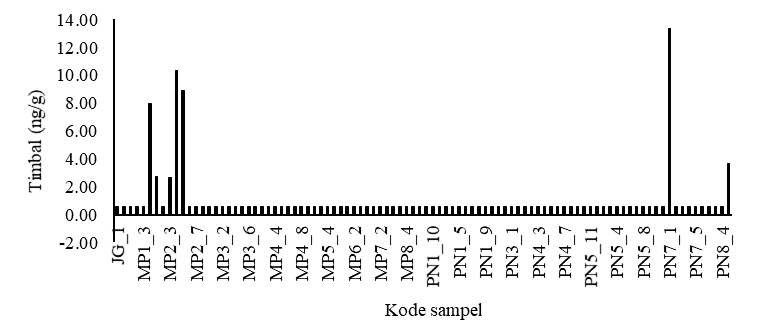 14.00
12.00
10.00
8.00
6.00
4.00
2.00
0.00
-2.00
Timbal (ng/g)
JG_1
MP1_3
MP2_3
MP2_7
MP3_2
MP3_6
MP4_4
MP4_8
MP5_4
MP6_2
MP7_2
MP8_4
PN1_10
PN1_5
PN1_9
PN3_1
PN4_3
PN4_7
PN5_11
PN5_4
PN5_8
PN7_1
PN7_5
PN8_4
Kode sampel